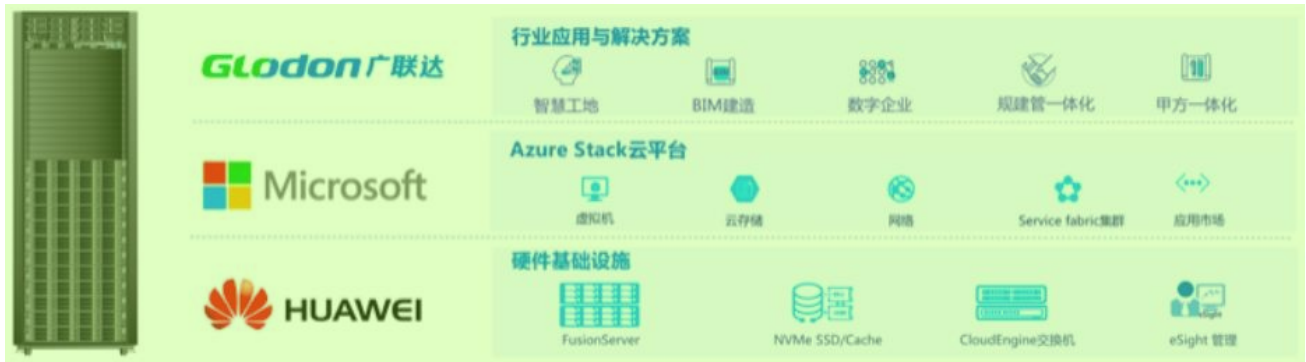 GLodon广联达
行业应用与解决方案
智慧工地
BIM建造
数字企业
规建管一体化
甲方一体化
Microsoft
Azure Stack云平台
虚拟机
云存储
网络
Service fabric集群
应用市场
HUAWEI
硬件基础设施
FusionServer
NVMe SSD/Cache
CloudEngine交换机
eSight 管理